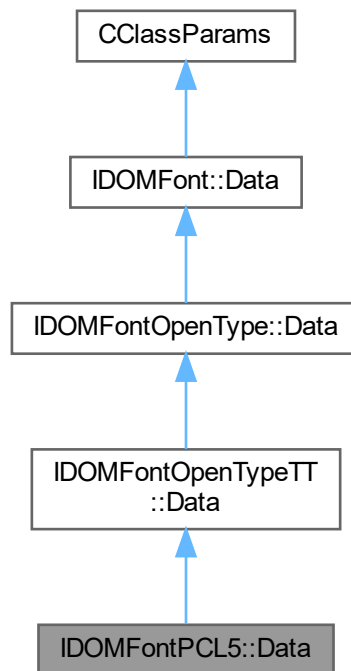 CClassParams
IDOMFont::Data
IDOMFontOpenType::Data
IDOMFontOpenTypeTT
::Data
IDOMFontPCL5::Data